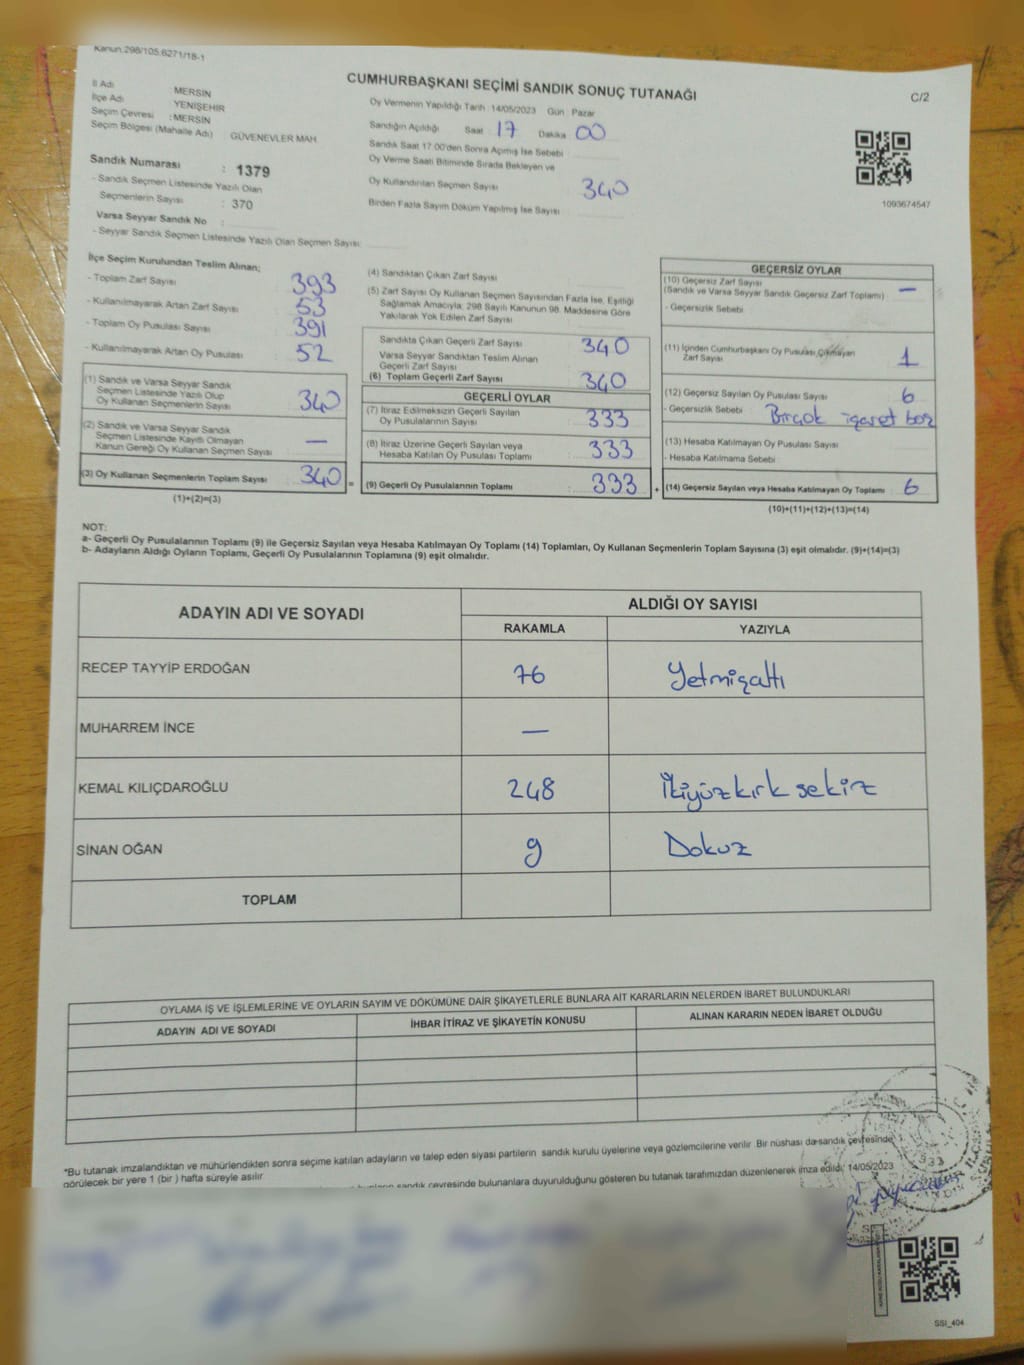 Kanun.298/105,6271/18-1
CUMHURBAŞKANI SEÇİMİ SANDIK SONUÇ TUTANAĞI
C/2
İl Adı : MERSİN
İlçe Adı YENİŞEHİR
Seçim Çevresi : MERSİN
Seçim Bölgesi (Mahalle Adı) GÜVENEVLER MAH
Sandık Numarası : 1379
- Sandık Seçmen Listesinde Yazılı Olan
Seçmenlerin Sayısı : 370
Varsa Seyyar Sandık No :
- Seyyar Sandık Seçmen Listesinde Yazılı Olan Seçmen Sayısı:
Oy Vermenin Yapıldığı Tarih : 14/05/2023 Gün : Pazar
Sandığın Açıldığı Saat : 17 Dakika : 00
Sandık Saat 17.00'den Sonra Açımış İse Sebebi :
Oy Verme Saati Bitiminde Sırada Bekleyen ve
Oy Kullandırılan Seçmen Sayısı 340
Birden Fazla Sayım Döküm Yapılmış İse Sayısı :
1093674547
İlçe Seçim Kurulundan Teslim Alınan;
- Toplam Zarf Sayısı : 393
- Kullanılmayarak Artan Zarf Sayısı : 53
- Toplam Oy Pusulası Sayısı : 391
- Kullanılmayarak Artan Oy Pusulası : 52
(1) Sandık ve Varsa Seyyar Sandık
Seçmen Listesinde Yazılı Olup
Oy Kullanan Seçmenlerin Sayısı : 340
(2) Sandık ve Varsa Seyyar Sandık
Seçmen Listesinde Kayıtlı Olmayan
Kanun Gereği Oy Kullanan Seçmen Sayısı : —
(3) Oy Kullanan Seçmenlerin Toplam Sayısı : 340 =
(1)+(2)=(3)
(4) Sandıktan Çıkan Zarf Sayısı
(5) Zarf Sayısı Oy Kullanan Seçmen Sayısından Fazla İse, Eşitliği
Sağlamak Amacıyla; 298 Sayılı Kanunun 98. Maddesine Göre
Yakılarak Yok Edilen Zarf Sayısı
Sandıkta Çıkan Geçerli Zarf Sayısı : 340
Varsa Seyyar Sandıktan Teslim Alınan
Geçerli Zarf Sayısı
(6) Toplam Geçerli Zarf Sayısı : 340
GEÇERLİ OYLAR
(7) İtiraz Edilmeksizin Geçerli Sayılan
Oy Pusulalarının Sayısı : 333
(8) İtiraz Üzerine Geçerli Sayılan veya
Hesaba Katılan Oy Pusulası Toplamı : 333
(9) Geçerli Oy Pusulalarının Toplamı : 333 +
GEÇERSİZ OYLAR
(10) Geçersiz Zarf Sayısı
(Sandık ve Varsa Seyyar Sandık Geçersiz Zarf Toplamı) : —
- Geçersizlik Sebebi :
(11) İçinden Cumhurbaşkanı Oy Pusulası Çıkmayan
Zarf Sayısı 1
(12) Geçersiz Sayılan Oy Pusulası Sayısı : 6
- Geçersizlik Sebebi : Birçok işaret
(13) Hesaba Katılmayan Oy Pusulası Sayısı
- Hesaba Katılmama Sebebi
(14) Geçersiz Sayılan veya Hesaba Katılmayan Oy Toplamı : 6
(10)+(11)+(12)+(13)=(14)
NOT:
a- Geçerli Oy Pusulalarının Toplamı (9) ile Geçersiz Sayılan veya Hesaba Katılmayan Oy Toplamı (14) Toplamları, Oy Kullanan Seçmenlerin Toplam Sayısına (3) eşit olmalıdır. (9)+(14)=(3)
b- Adayların Aldığı Oyların Toplamı, Geçerli Oy Pusulalarının Toplamına (9) eşit olmalıdır.
ADAYIN ADI VE SOYADI
ALDIĞI OY SAYISI
RAKAMLA YAZIYLA
RECEP TAYYİP ERDOĞAN 76 Yetmişaltı
MUHARREM İNCE —
KEMAL KILIÇDAROĞLU 248 İkiyüzkırk sekiz
SİNAN OĞAN 9 Dokuz
TOPLAM
OYLAMA İŞ VE İŞLEMLERİNE VE OYLARIN SAYIM VE DÖKÜMÜNE DAİR ŞİKAYETLERLE BUNLARA AİT KARARLARIN NELERDEN İBARET BULUNDUKLARI
ADAYIN ADI VE SOYADI İHBAR İTİRAZ VE ŞİKAYETİN KONUSU ALINAN KARARIN NEDEN İBARET OLDUĞU
*Bu tutanak imzalandıktan ve mühürlendikten sonra seçime katılan adayların ve talep eden siyasi partilerin sandık kurulu üyelerine veya gözlemcilerine verilir. Bir nüshası da sandık çevresinde
görülecek bir yere 1 (bir ) hafta süreyle asılır.
sandık çevresinde bulunanlara duyurulduğunu gösteren bu tutanak tarafımızdan düzenlenerek imza edildi. 14/05/2023
SSI_404